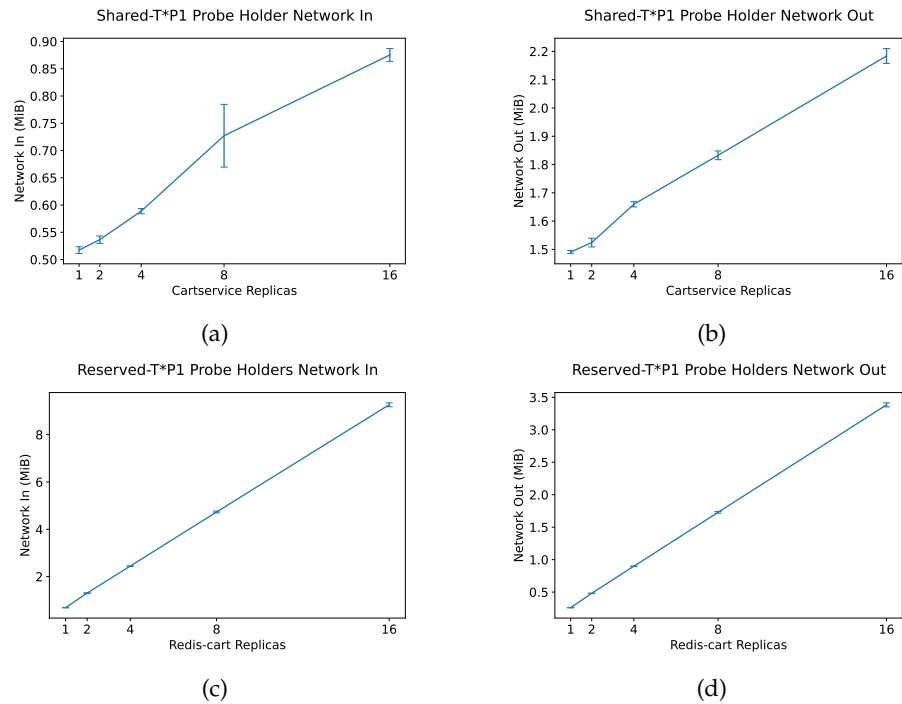 Shared-T*P1 Probe Holder Network In
0.90
0.85
0.80
0.75
0.70
0.65
0.60
0.55
0.50
Network In (MiB)
1 2 4 8 16
Cartservice Replicas
(a)
Shared-T*P1 Probe Holder Network Out
2.2
2.1
2.0
1.9
1.8
1.7
1.6
1.5
Network Out (MiB)
1 2 4 8 16
Cartservice Replicas
(b)
Reserved-T*P1 Probe Holders Network In
8
6
4
2
Network In (MiB)
1 2 4 8 16
Redis-cart Replicas
(c)
Reserved-T*P1 Probe Holders Network Out
3.5
3.0
2.5
2.0
1.5
1.0
0.5
Network Out (MiB)
1 2 4 8 16
Redis-cart Replicas
(d)